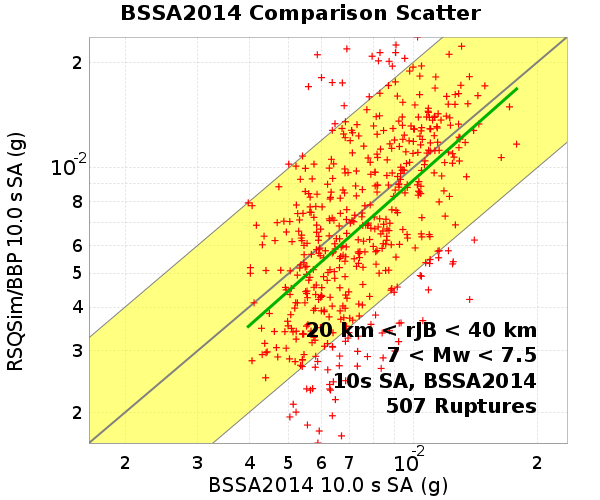 BSSA2014 Comparison Scatter
RSQSim/BBP 10.0 s SA (g)
2
10-2
8
6
5
4
3
2
20 km < rJB < 40 km
7 < Mw < 7.5
10s SA, BSSA2014
507 Ruptures
2 3 4 5 6 7 10-2 2
BSSA2014 10.0 s SA (g)